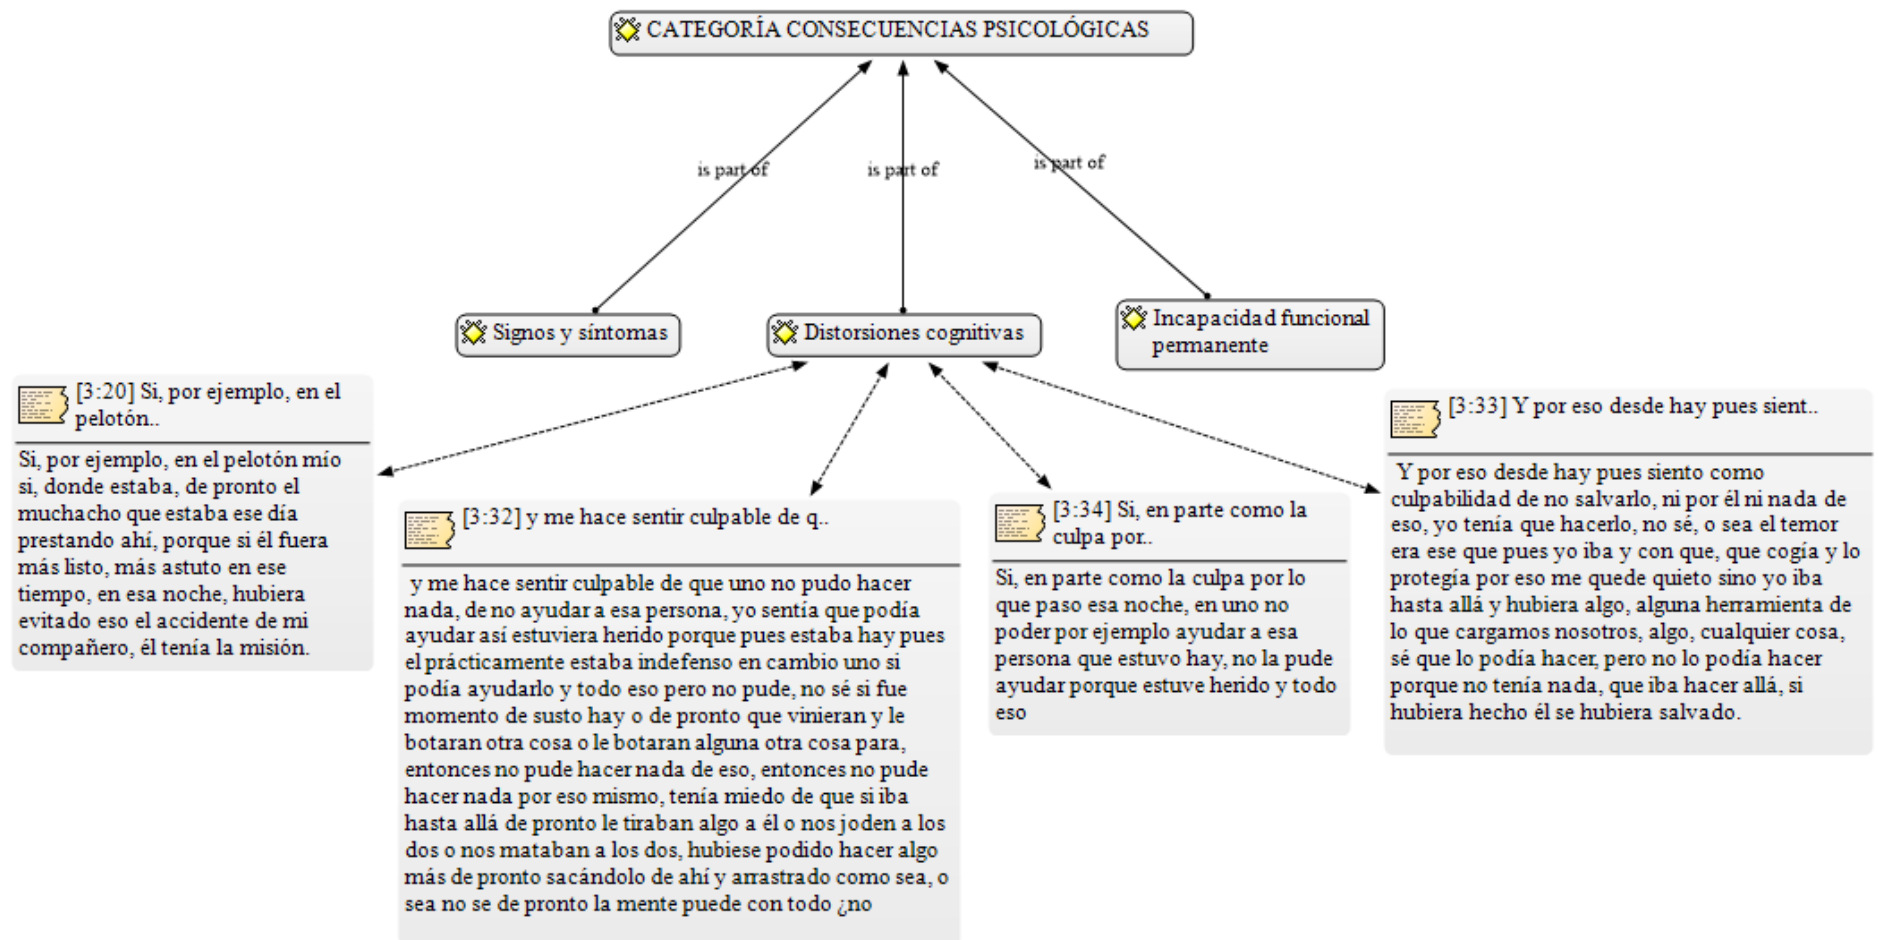 CATEGORÍA CONSECUENCIAS PSICOLÓGICAS
is part of
is part of
is part of
Signos y síntomas
Distorsiones cognitivas
Incapacidad funcional
permanente
[3:20] Si, por ejemplo, en el
pelotón..
Si, por ejemplo, en el pelotón mío
si, donde estaba, de pronto el
muchacho que estaba ese día
prestando ahí, porque si él fuera
más listo, más astuto en ese
tiempo, en esa noche, hubiera
evitado eso el accidente de mi
compañero, él tenía la misión.
[3:32] y me hace sentir culpable de q..
y me hace sentir culpable de que uno no pudo hacer
nada, de no ayudar a esa persona, yo sentía que podía
ayudar así estuviera herido porque pues estaba hay pues
el prácticamente estaba indefenso en cambio uno si
podía ayudarlo y todo eso pero no pude, no sé si fue
momento de susto hay o de pronto que vinieran y le
botaran otra cosa o le botaran alguna otra cosa para,
entonces no pude hacer nada de eso, entonces no pude
hacer nada por eso mismo, tenía miedo de que si iba
hasta allá de pronto le tiraban algo a él o nos joden a los
dos o nos mataban a los dos, hubiese podido hacer algo
más de pronto sacándolo de ahí y arrastrado como sea, o
sea no se de pronto la mente puede con todo ¿no
[3:34] Si, en parte como la
culpa por..
Si, en parte como la culpa por lo
que paso esa noche, en uno no
poder por ejemplo ayudar a esa
persona que estuvo hay, no la pude
ayudar porque estuve herido y todo
eso
[3:33] Y por eso desde hay pues sient..
Y por eso desde hay pues siento como
culpabilidad de no salvarlo, ni por él ni nada de
eso, yo tenía que hacerlo, no sé, o sea el temor
era ese que pues yo iba y con que, que cogía y lo
protegía por eso me quede quieto sino yo iba
hasta allá y hubiera algo, alguna herramienta de
lo que cargamos nosotros, algo, cualquier cosa,
sé que lo podía hacer, pero no lo podía hacer
porque no tenía nada, que iba hacer allá, si
hubiera hecho él se hubiera salvado.